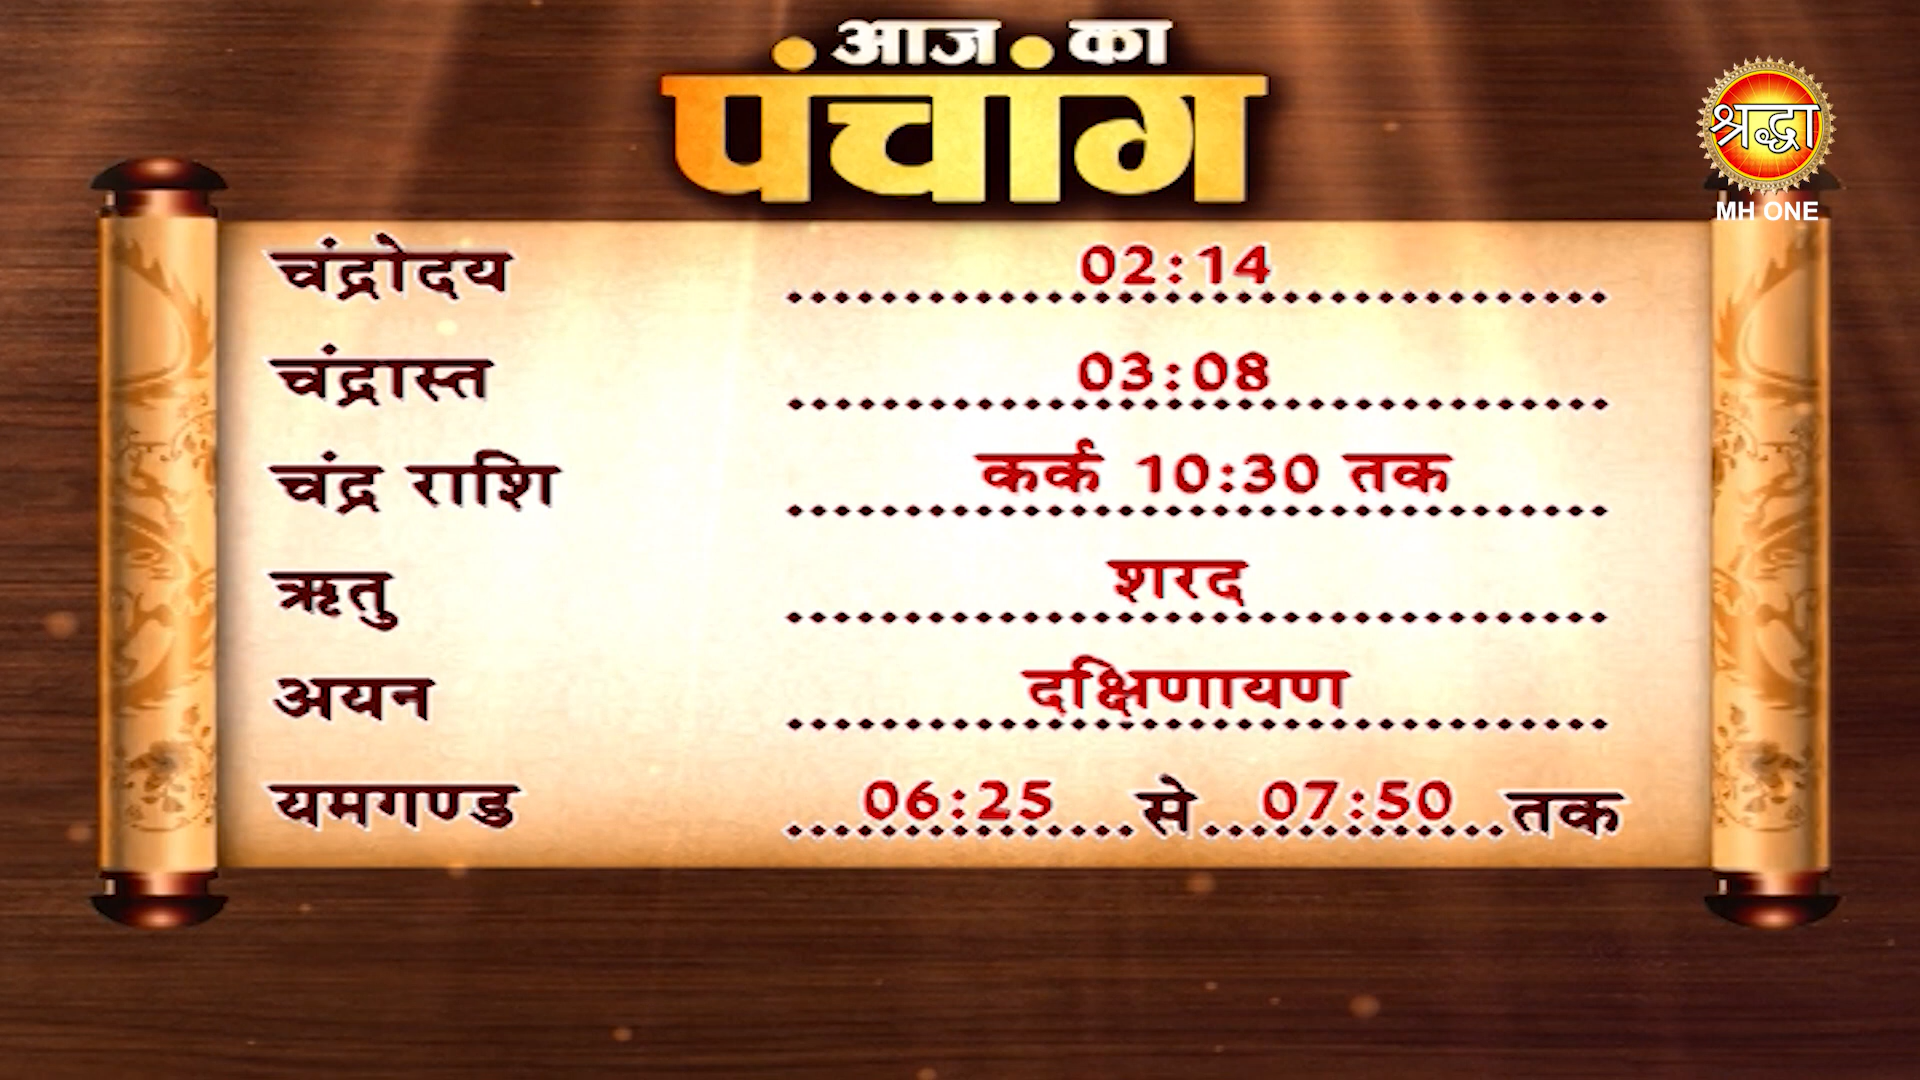 आज का
पंचांग
श्रद्धा
MH ONE
चंद्रोदय 02:14
चंद्रास्त 03:08
चंद्र राशि कर्क 10:30 तक
ऋतु शरद
अयन दक्षिणायण
यमगण्ड 06:25 से 07:50 तक